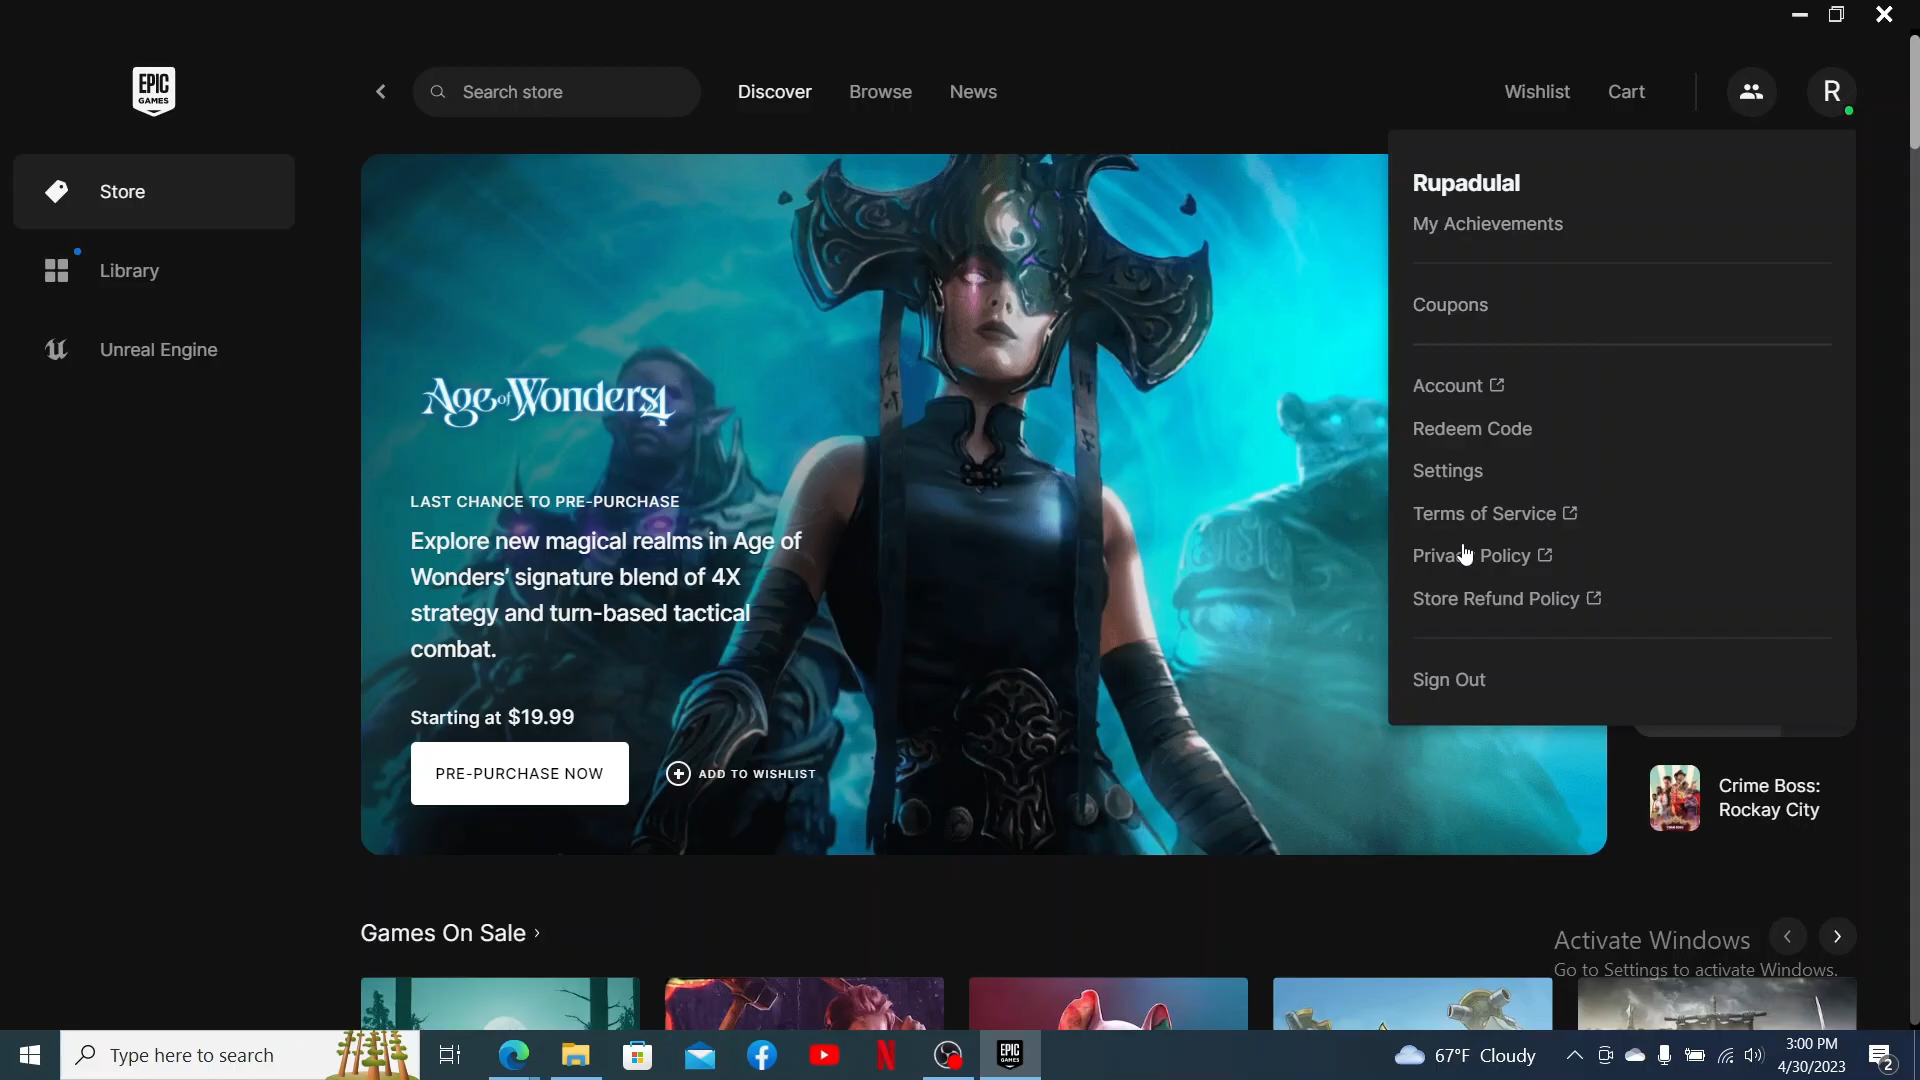 EPIC
GAMES
Search store
Discover
Browse
News
Wishlist
Cart
R
Store
Library
Unreal Engine
Rupadulal
My Achievements
Coupons
Account
Redeem Code
Settings
Terms of Service
Privacy Policy
Store Refund Policy
Sign Out
Age of Wonders 4
LAST CHANCE TO PRE-PURCHASE
Explore new magical realms in Age of
Wonders' signature blend of 4X
strategy and turn-based tactical
combat.
Starting at $19.99
PRE-PURCHASE NOW
ADD TO WISHLIST
Crime Boss:
Rockay City
Games On Sale
Activate Windows
Go to Settings to activate Windows.
Type here to search
EPIC
GAMES
67°F Cloudy
3:00 PM
4/30/2023
2